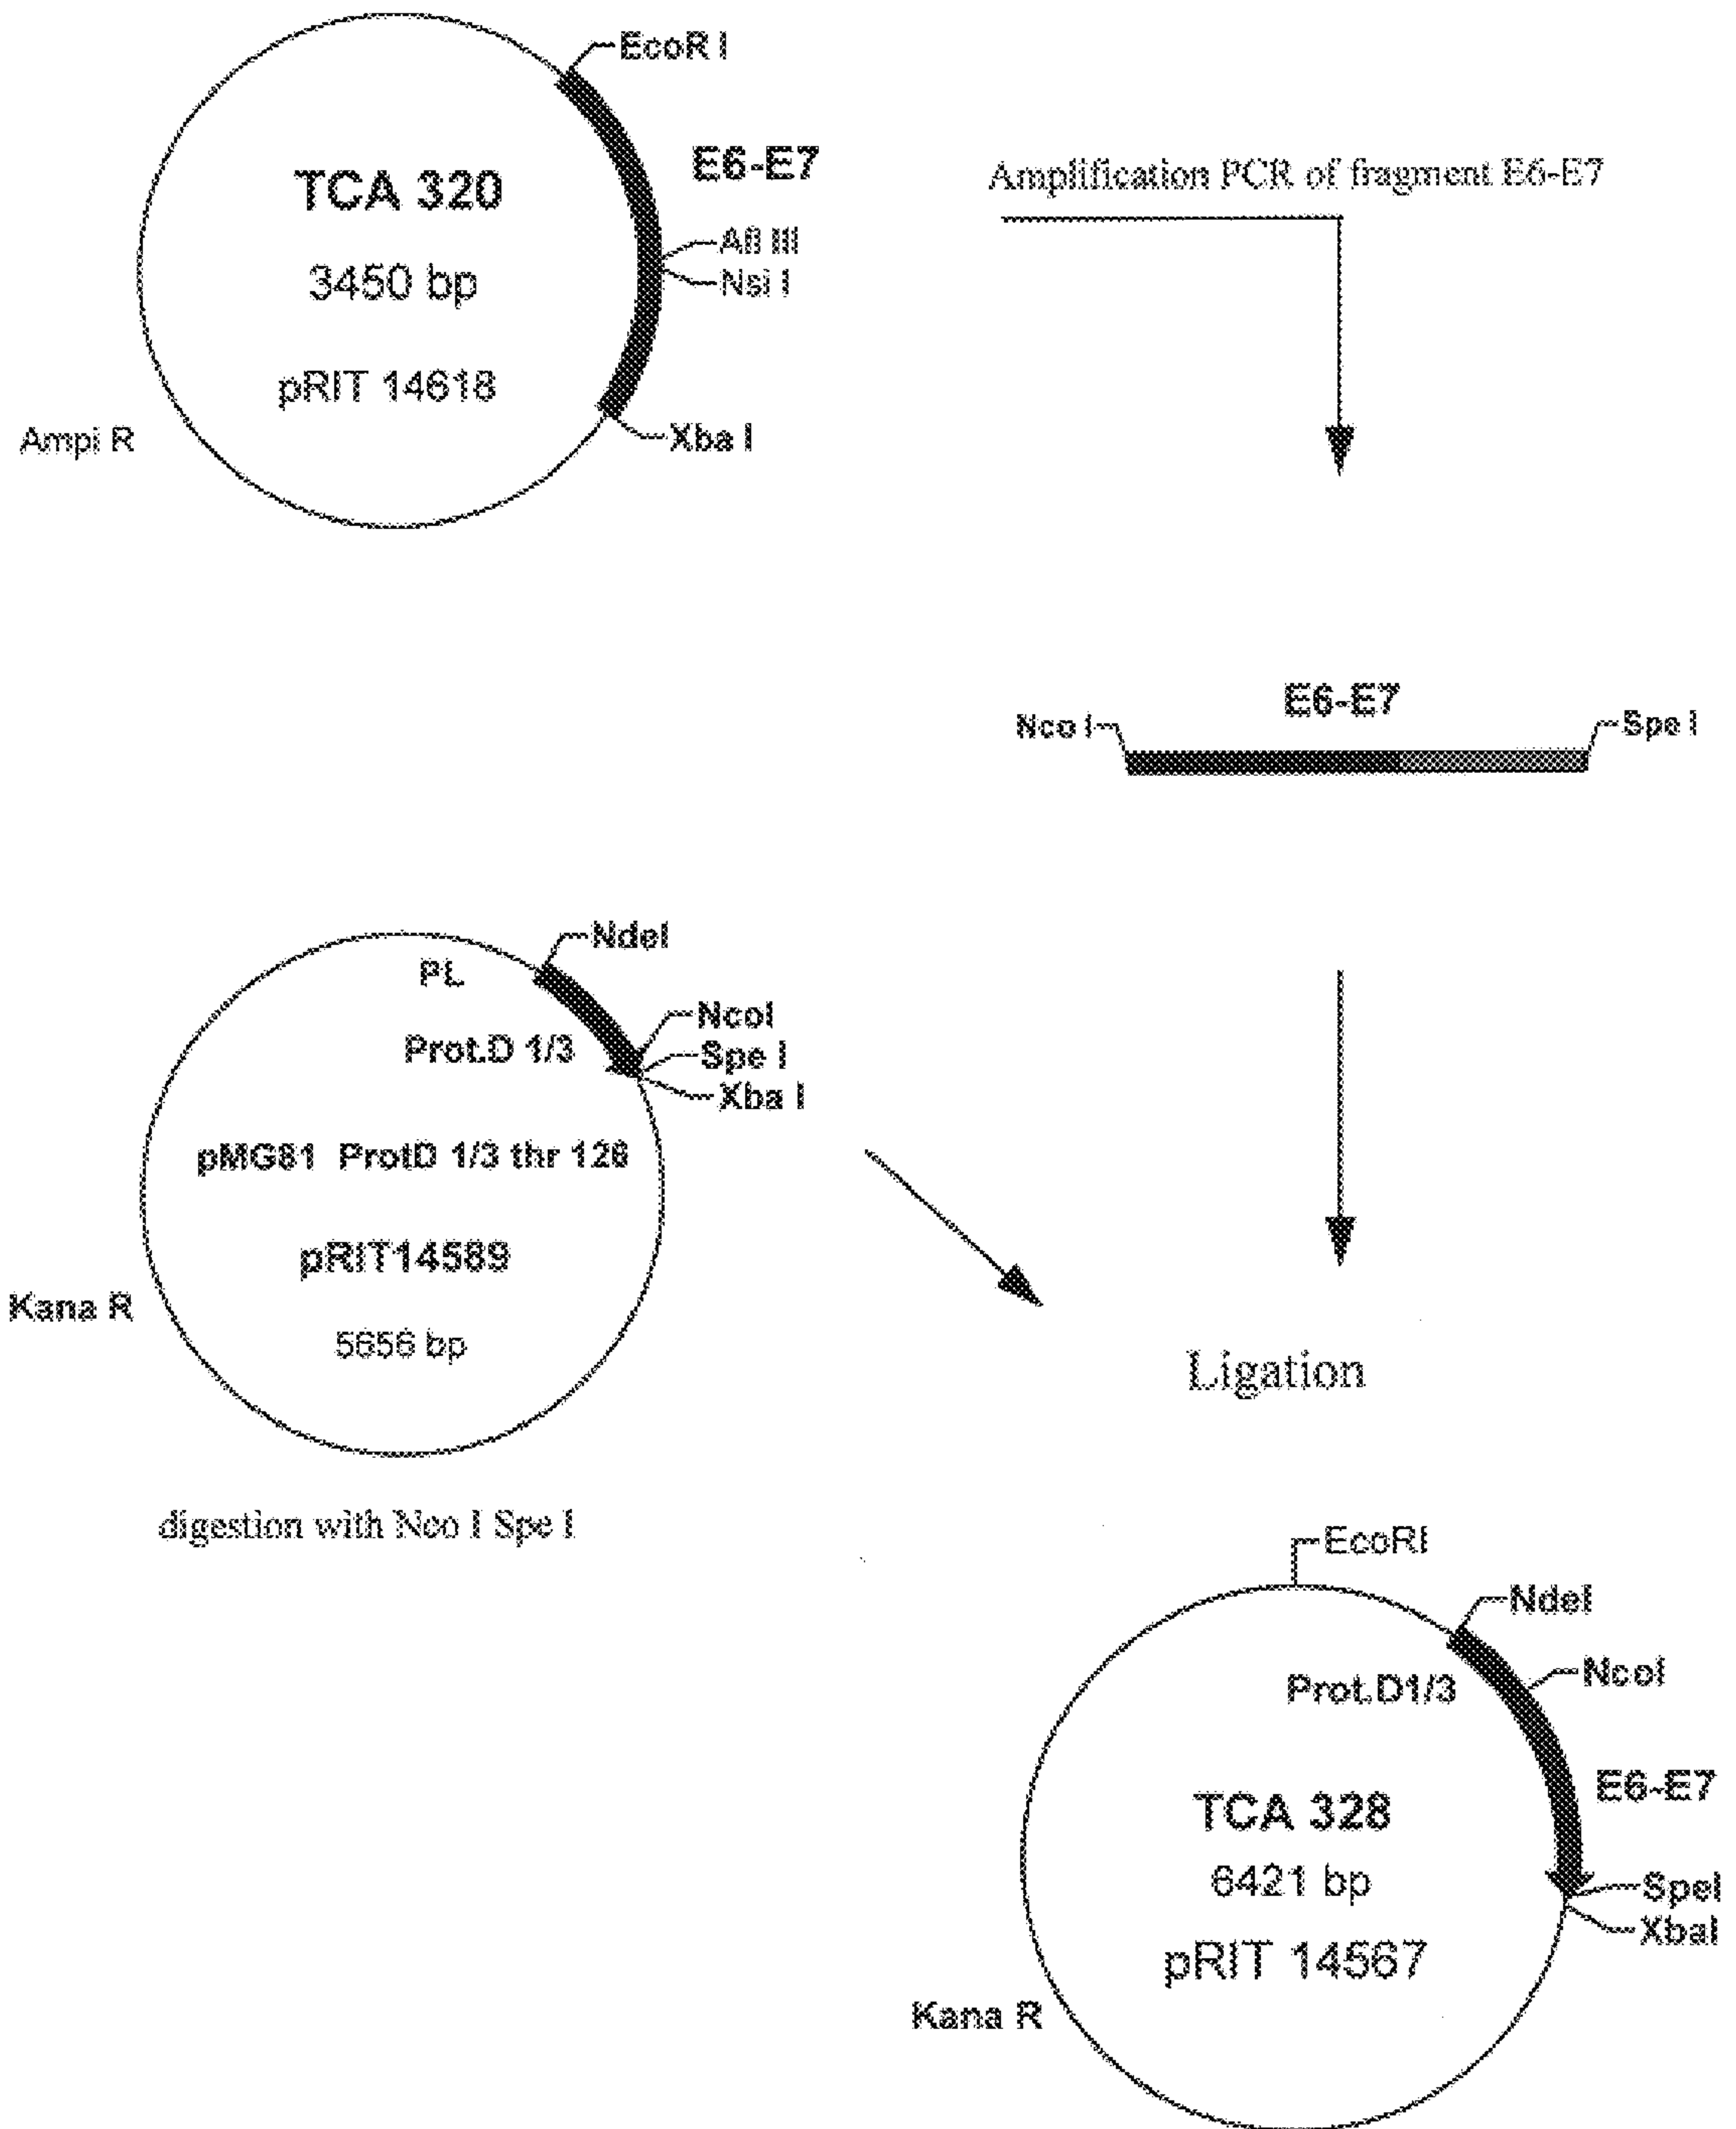 EcoR I
E6-E7
TCA 320
Afl III
3450 bp
Nsi I
pRIT 14618
Ampi R
Xba I
Amplification PCR of fragment E6-E7
E6-E7
Nco I
Spe I
NdeI
PL
NcoI
Prot.D 1/3
Spe I
Xba I
pMG81 ProtD 1/3 thr 126
pRIT14589
Kana R
5656 bp
digestion with Nco I Spe I
Ligation
EcoRI
NdeI
NcoI
Prot.D1/3
E6-E7
TCA 328
6421 bp
SpeI
XbaI
pRIT 14567
Kana R